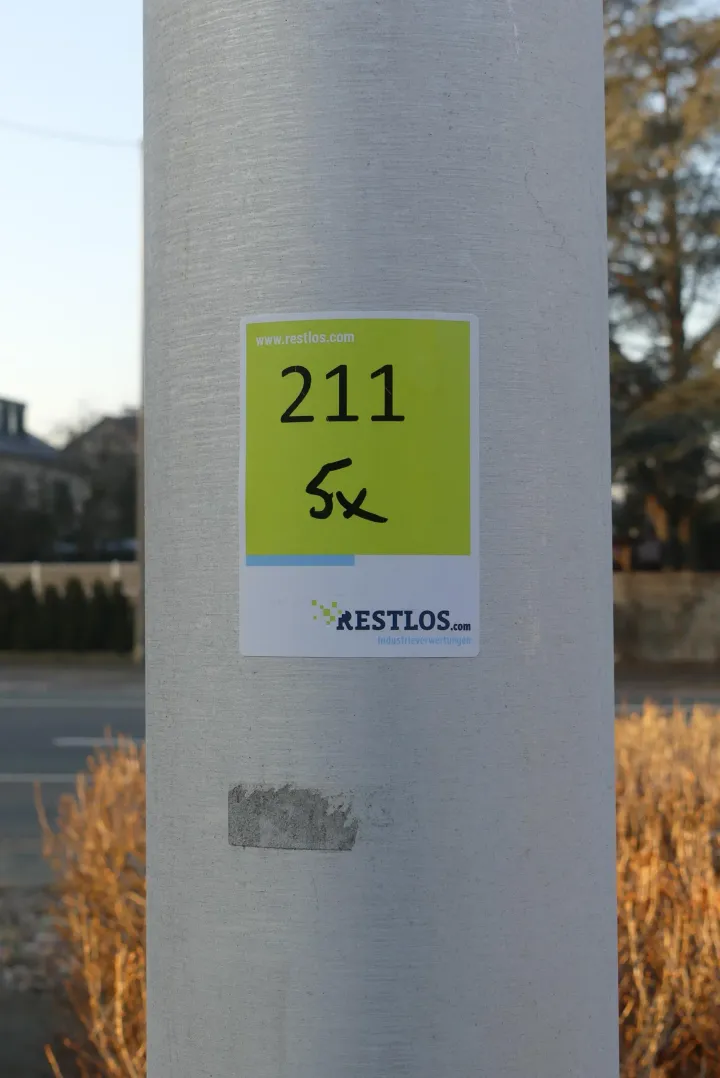 www.restlos.com
211
5x
RESTLOS.com
Industrieverwertungen